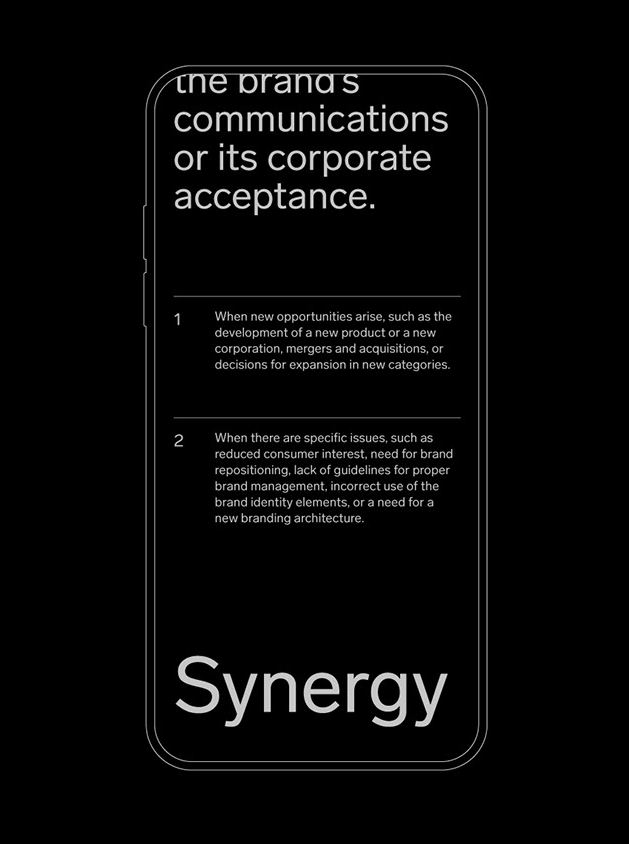 the brand's
communications
or its corporate
acceptance.
1
When new opportunities arise, such as the
development of a new product or a new
corporation, mergers and acquisitions, or
decisions for expansion in new categories.
2
When there are specific issues, such as
reduced consumer interest, need for brand
repositioning, lack of guidelines for proper
brand management, incorrect use of the
brand identity elements, or a need for a
new branding architecture.
Synergy